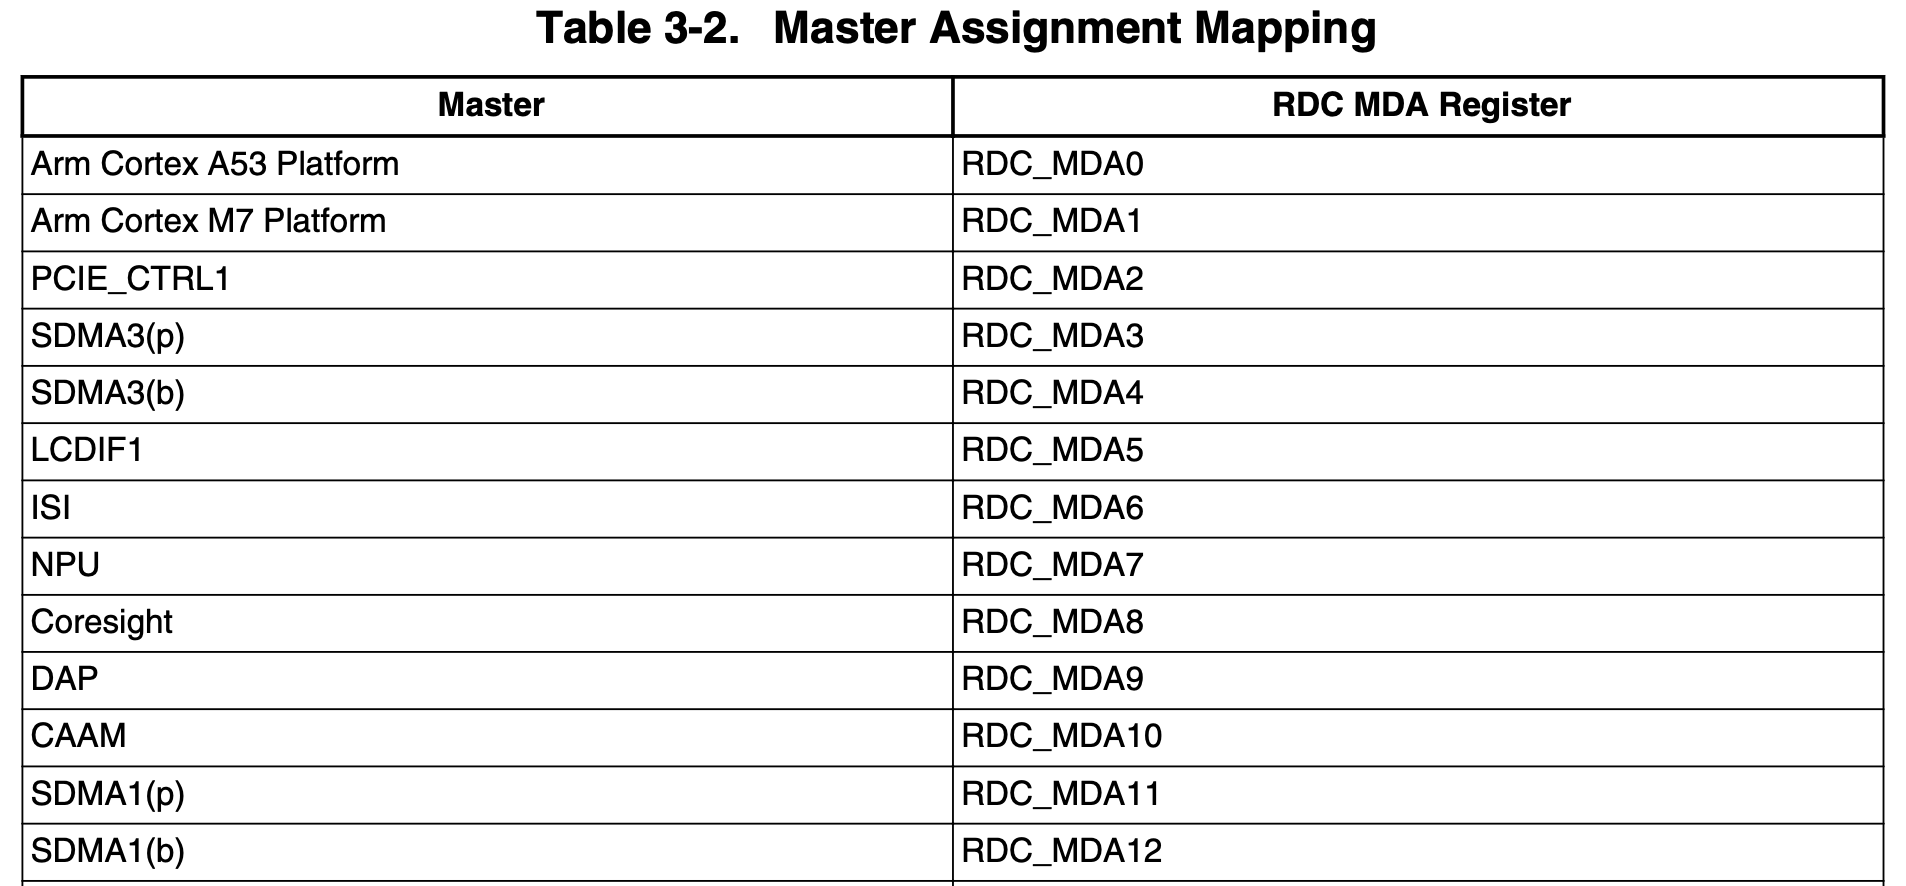 Table 3-2. Master Assignment Mapping
Master RDC MDA Register
Arm Cortex A53 Platform RDC_MDA0
Arm Cortex M7 Platform RDC_MDA1
PCIE_CTRL1 RDC_MDA2
SDMA3(p) RDC_MDA3
SDMA3(b) RDC_MDA4
LCDIF1 RDC_MDA5
ISI RDC_MDA6
NPU RDC_MDA7
Coresight RDC_MDA8
DAP RDC_MDA9
CAAM RDC_MDA10
SDMA1(p) RDC_MDA11
SDMA1(b) RDC_MDA12